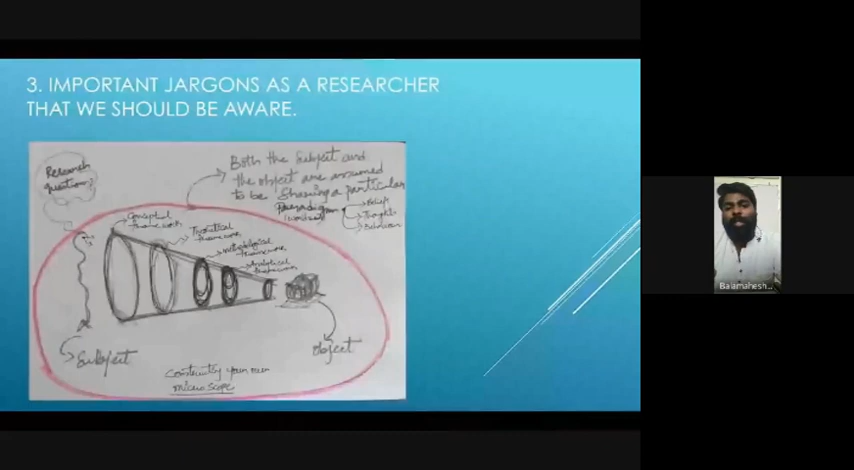 3. IMPORTANT JARGONS AS A RESEARCHER
THAT WE SHOULD BE AWARE.
Research
question
Both the Subject and
the object are assumed
to be Sharing a particular
Paradigm
Beliefs
Thoughts
Behaviours
Conceptual
framework
Theoretical
framework
Analytical
framework
Subject
Object
your own
microscope
Balamahesh...